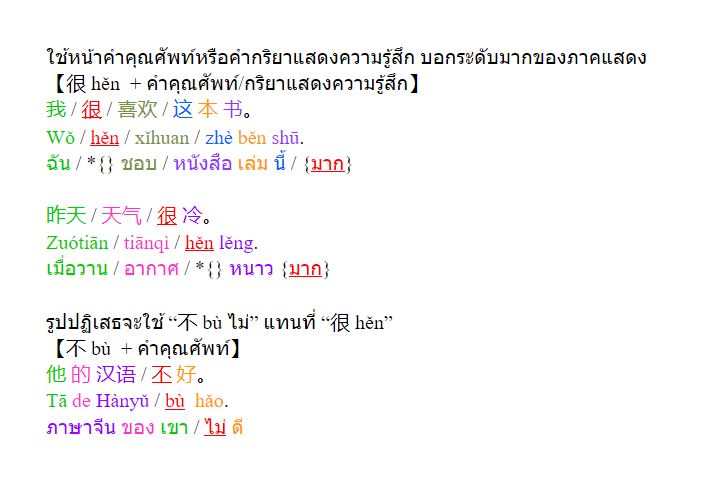 ใช้หน้าคำคุณศัพท์หรือคำกริยาแสดงความรู้สึก บอกระดับมากของภาคแสดง
【很 hěn + คำคุณศัพท์/กริยาแสดงความรู้สึก】
我 / 很 / 喜欢 / 这 本 书。
Wǒ / hěn / xǐhuan / zhè běn shū.
ฉัน / *{} ชอบ / หนังสือ เล่ม นี้ / {มาก}
昨天 / 天气 / 很 冷。
Zuótiān / tiānqì / hěn lěng.
เมื่อวาน / อากาศ / *{} หนาว {มาก}
รูปปฏิเสธจะใช้ “不 bù ไม่” แทนที่ “很 hěn”
【不 bù + คำคุณศัพท์】
他 的 汉语 / 不 好。
Tā de Hànyǔ / bù hǎo.
ภาษาจีน ของ เขา / ไม่ ดี